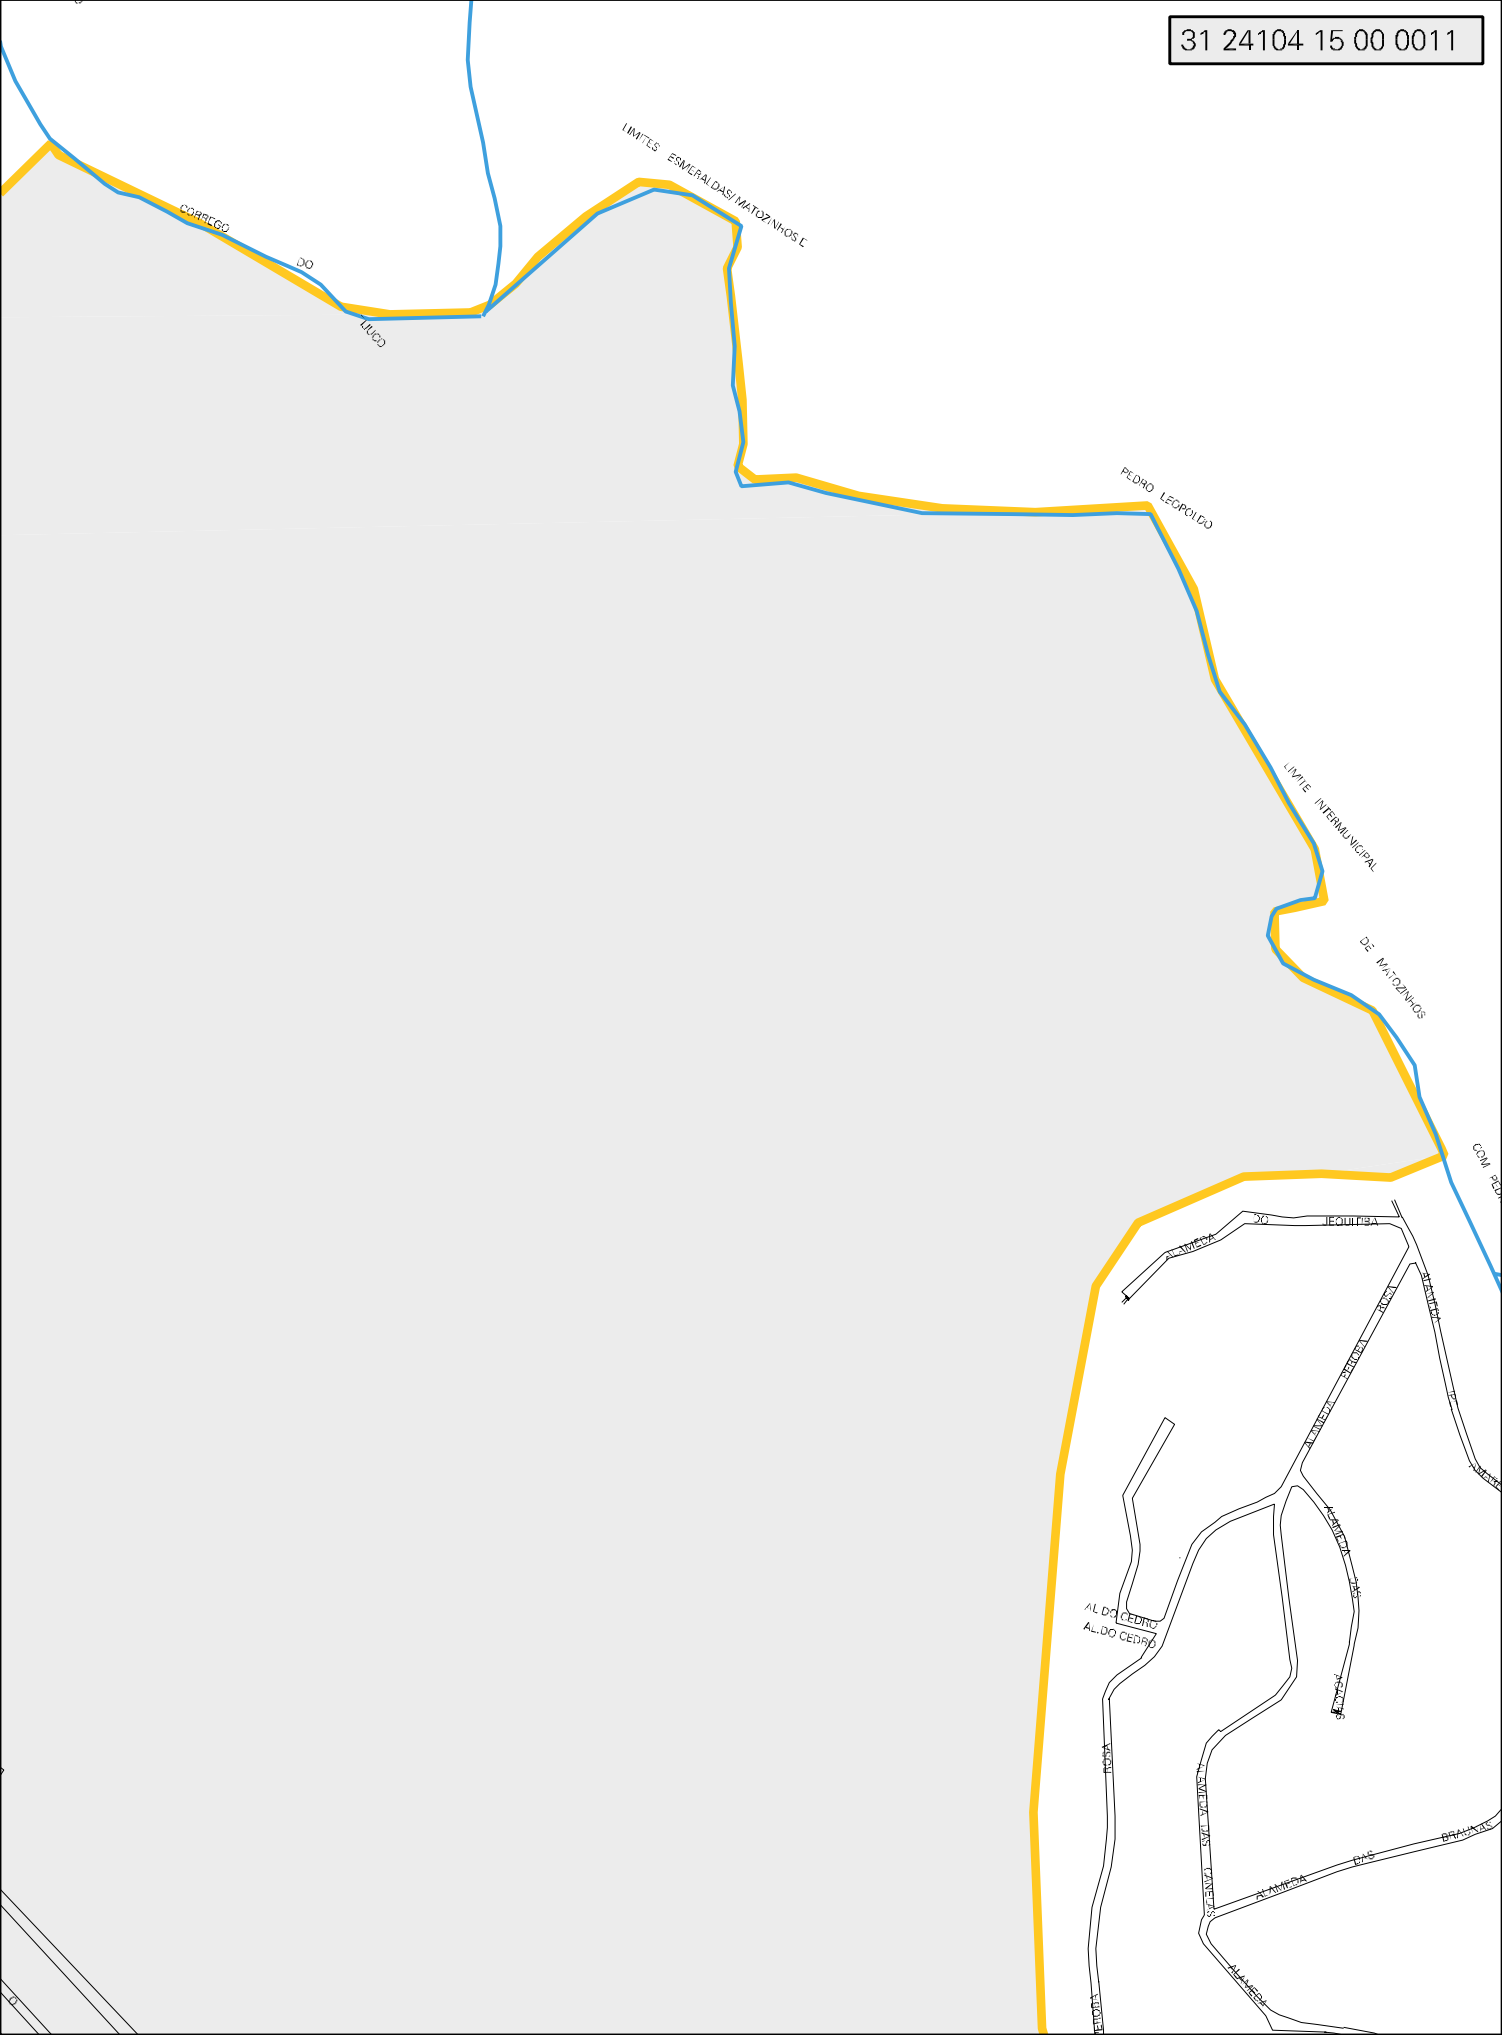 31 24104 15 00 0011
LIMITES ESMERALDAS/MATOZINHOS E
CORREGO
DO
TIJUCO
PEDRO LEOPOLDO
LIMITE INTERMUNICIPAL
DE MATOZINHOS
COM
ALAMEDA
DO
JEQUITIBA
ALAMEDA
PEROBA
ROSA
ALAMEDA
ALAMEDA
DAS
AL DO CEDRO
AL.DO CEDRO
ROSA
ALAMEDA DAS
CANELAS
ALAMEDA
DAS
BRAUNAS
ALAMEDA
O